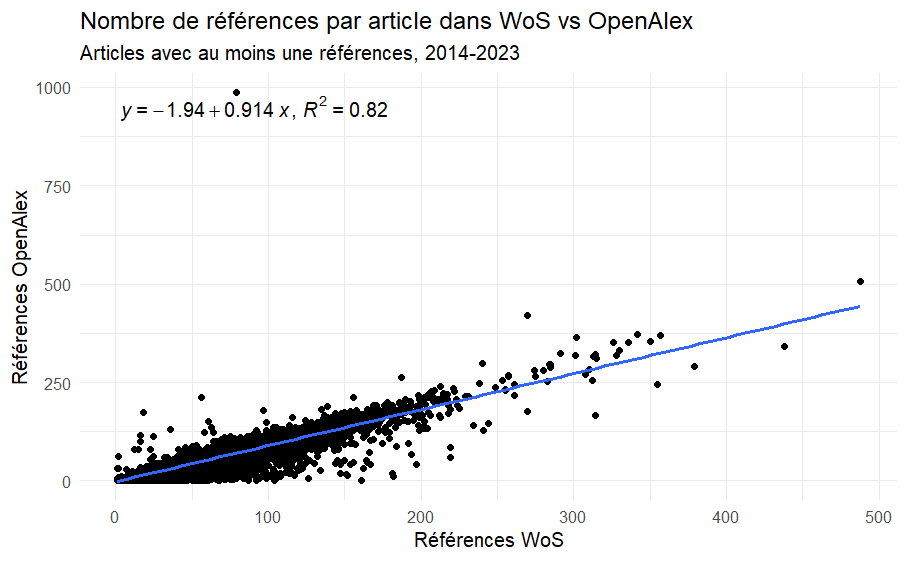 Nombre de références par article dans WoS vs OpenAlex
Articles avec au moins une références, 2014-2023
1000
y = −1.94 + 0.914 x, R² = 0.82
750
Références OpenAlex
500
250
0
0 100 200 300 400 500
Références WoS